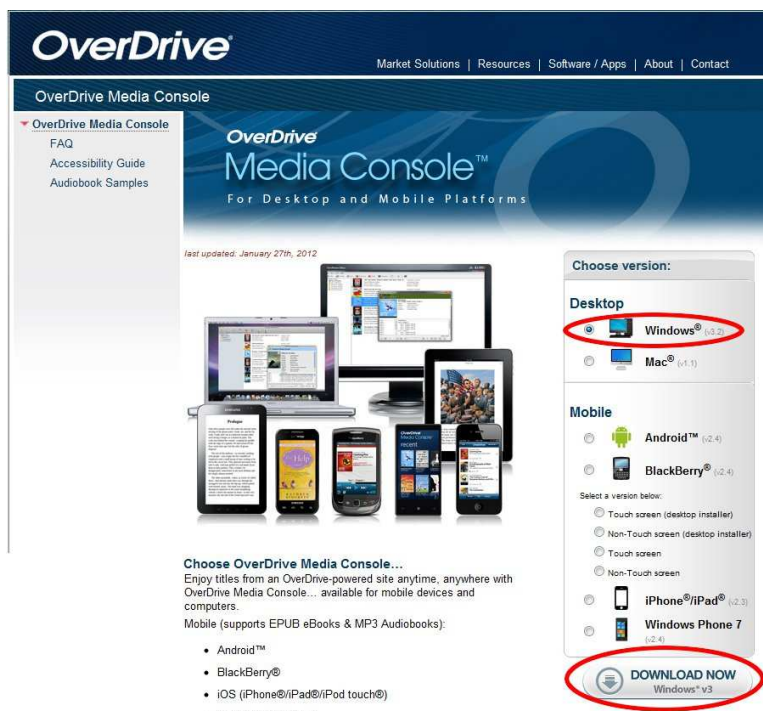 OverDrive®
Market Solutions | Resources | Software / Apps | About | Contact
OverDrive Media Console
OverDrive Media Console
FAQ
Accessibility Guide
Audiobook Samples
OverDrive®
Media Console™
For Desktop and Mobile Platforms
last updated: January 27th, 2012
Choose version:
Desktop
Windows® (v3.2)
Mac® (v1.1)
Mobile
Android™ (v2.4)
BlackBerry® (v2.4)
Select a version below:
Touch screen (desktop installer)
Non-Touch screen (desktop installer)
Touch screen
Non-Touch screen
iPhone®/iPad® (v2.3)
Windows Phone 7
(v2.4)
DOWNLOAD NOW
Windows® v3
Prologue
Help
OverDrive
Media Console
recent
Choose OverDrive Media Console...
Enjoy titles from an OverDrive-powered site anytime, anywhere with
OverDrive Media Console... available for mobile devices and
computers.
Mobile (supports EPUB eBooks & MP3 Audiobooks):
• Android™
• BlackBerry®
• iOS (iPhone®/iPad®/iPod touch®)